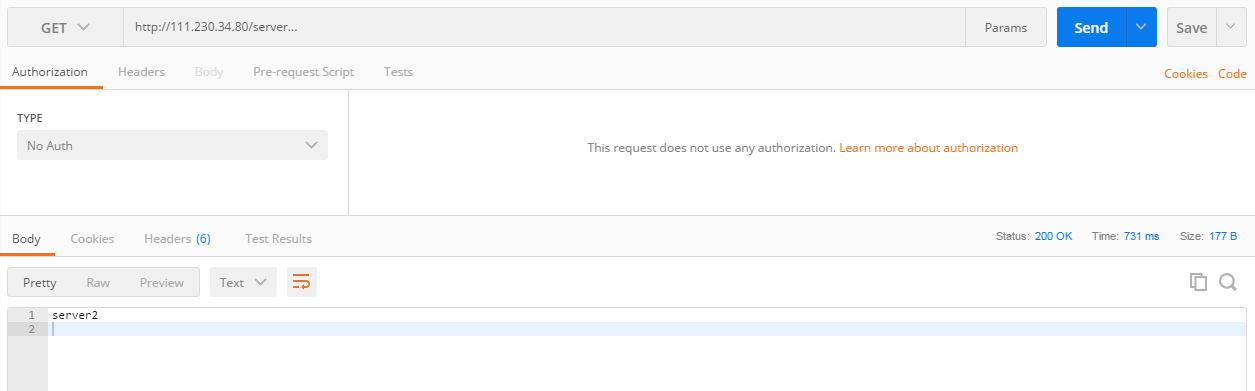 GET http://111.230.34.80/server... Params Send Save
Authorization Headers Body Pre-request Script Tests Cookies Code
TYPE
No Auth
This request does not use any authorization. Learn more about authorization
Body Cookies Headers (6) Test Results Status: 200 OK Time: 731 ms Size: 177 B
Pretty Raw Preview Text
1 server2
2